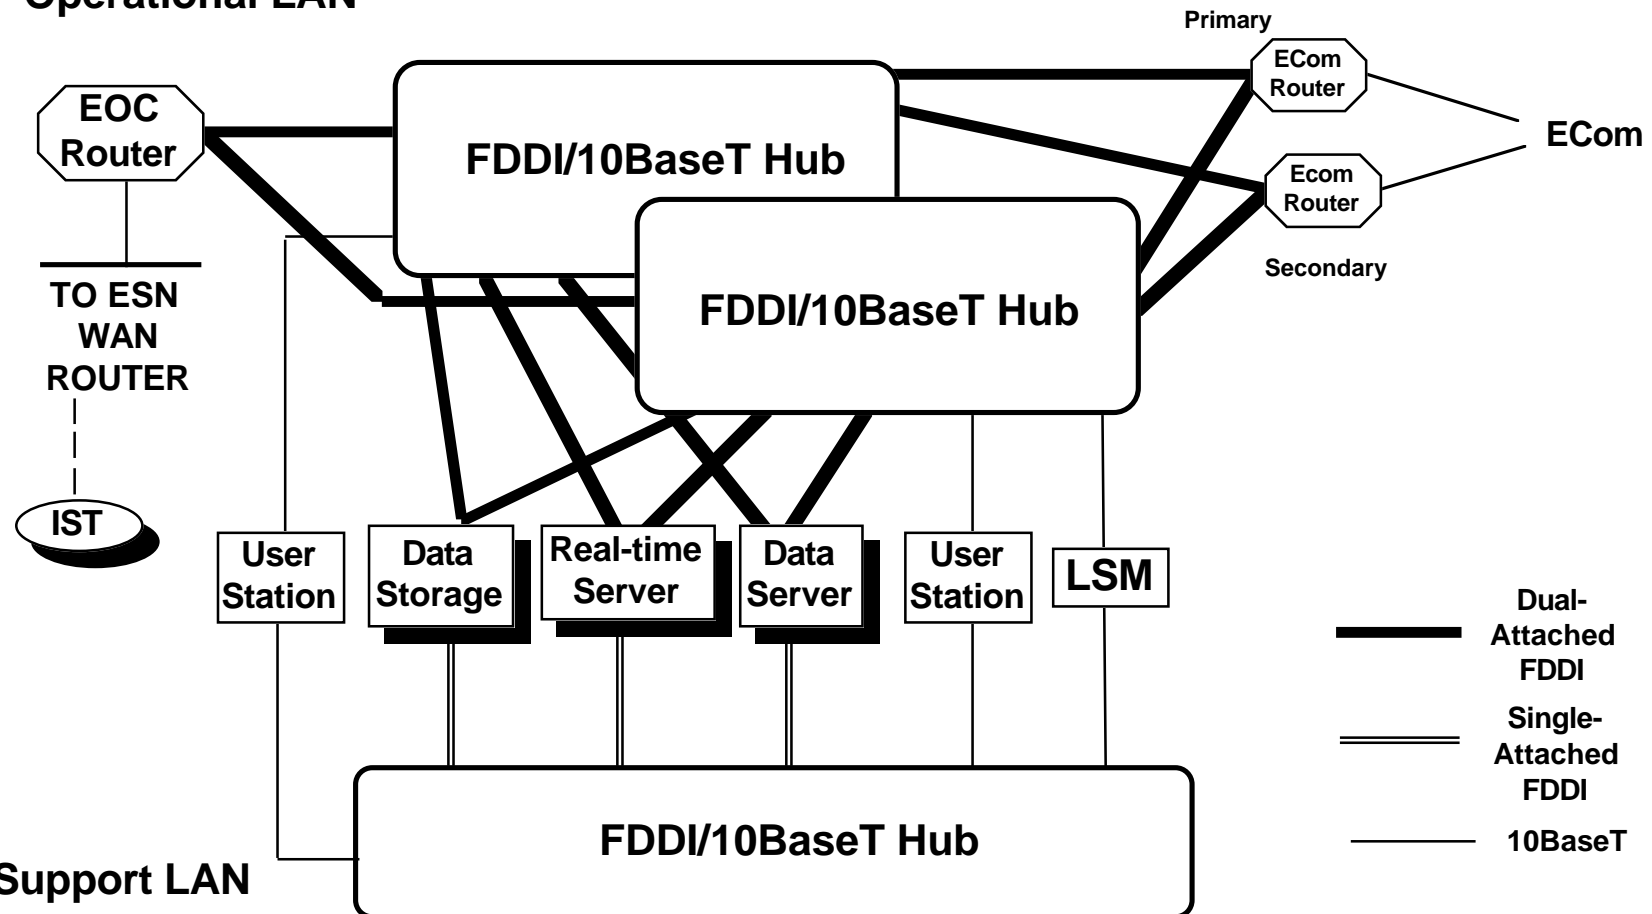 Operational LAN
Primary
ECom
Router
EOC
Router
FDDI/10BaseT Hub
ECom
Ecom
Router
Secondary
TO ESN
WAN
ROUTER
FDDI/10BaseT Hub
IST
User
Station
Data
Storage
Real-time
Server
Data
Server
User
Station
LSM
Dual-
Attached
FDDI
Single-
Attached
FDDI
10BaseT
FDDI/10BaseT Hub
Support LAN